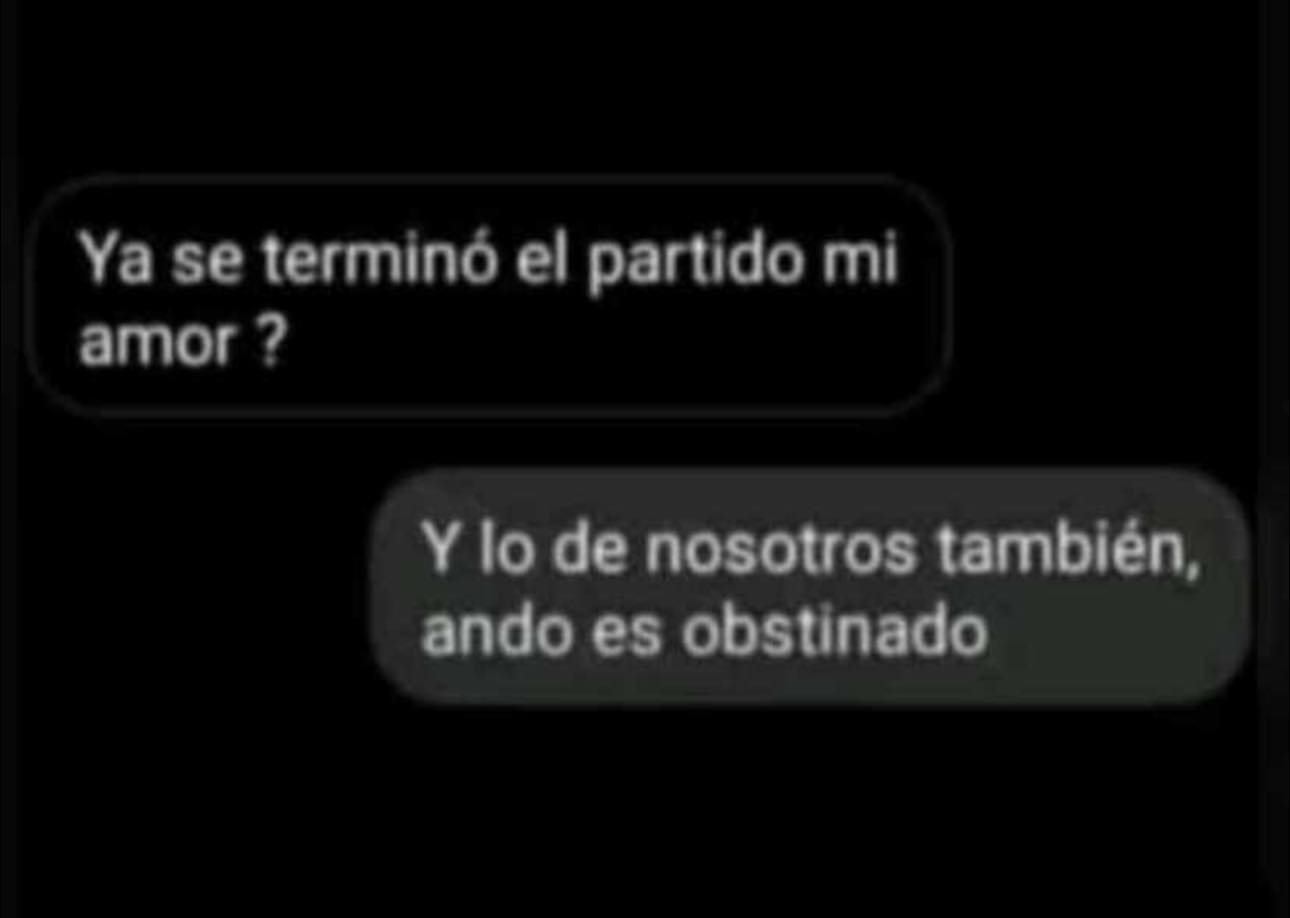 Ya se terminó el partido mi
amor ?
Y lo de nosotros también,
ando es obstinado